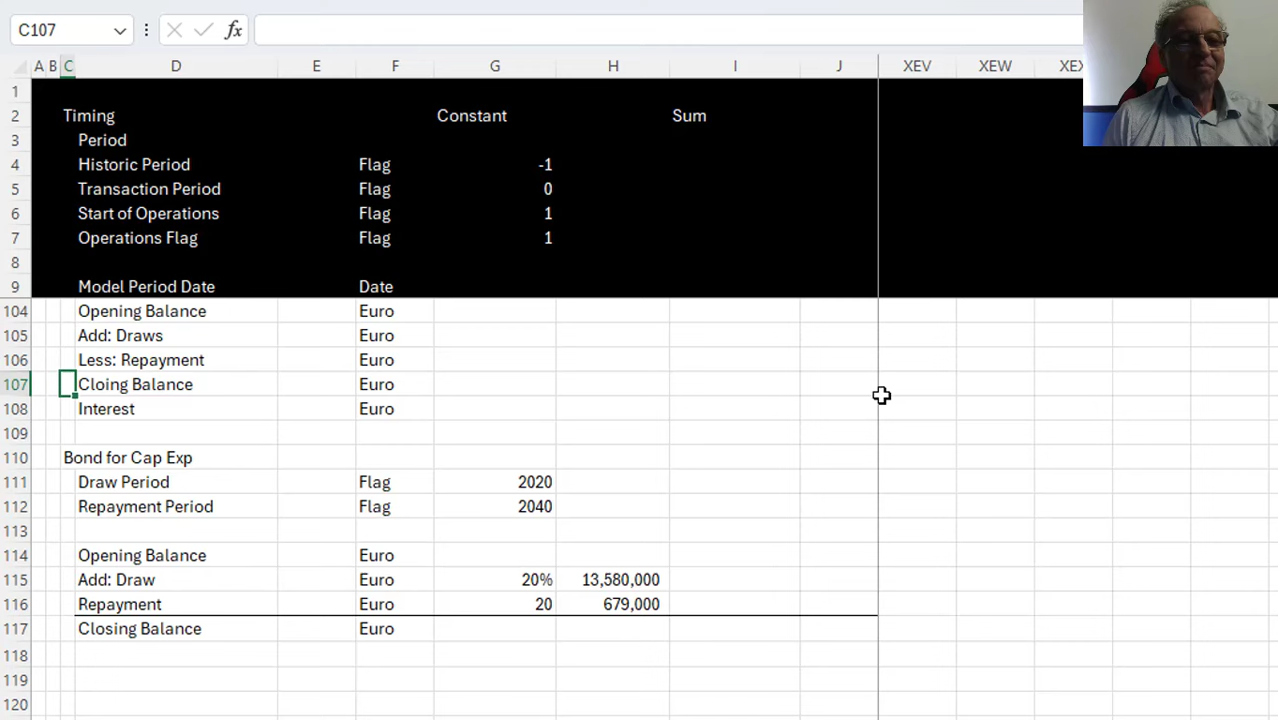 C107 fx
A B C D E F G H I J XEV XEW XEX
1
2 Timing Constant Sum
3 Period
4 Historic Period Flag -1
5 Transaction Period Flag 0
6 Start of Operations Flag 1
7 Operations Flag Flag 1
8
9 Model Period Date Date
104 Opening Balance Euro
105 Add: Draws Euro
106 Less: Repayment Euro
107 Cloing Balance Euro
108 Interest Euro
109
110 Bond for Cap Exp
111 Draw Period Flag 2020
112 Repayment Period Flag 2040
113
114 Opening Balance Euro
115 Add: Draw Euro 20% 13,580,000
116 Repayment Euro 20 679,000
117 Closing Balance Euro
118
119
120